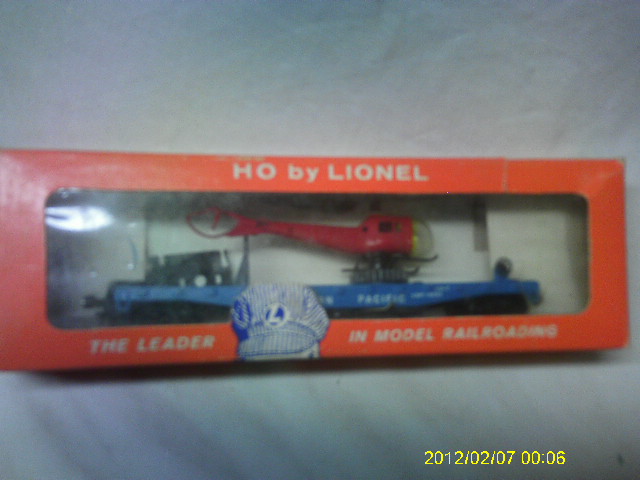 HO by LIONEL
PACIFIC
L
THE LEADER IN MODEL RAILROADING
2012/02/07 00:06